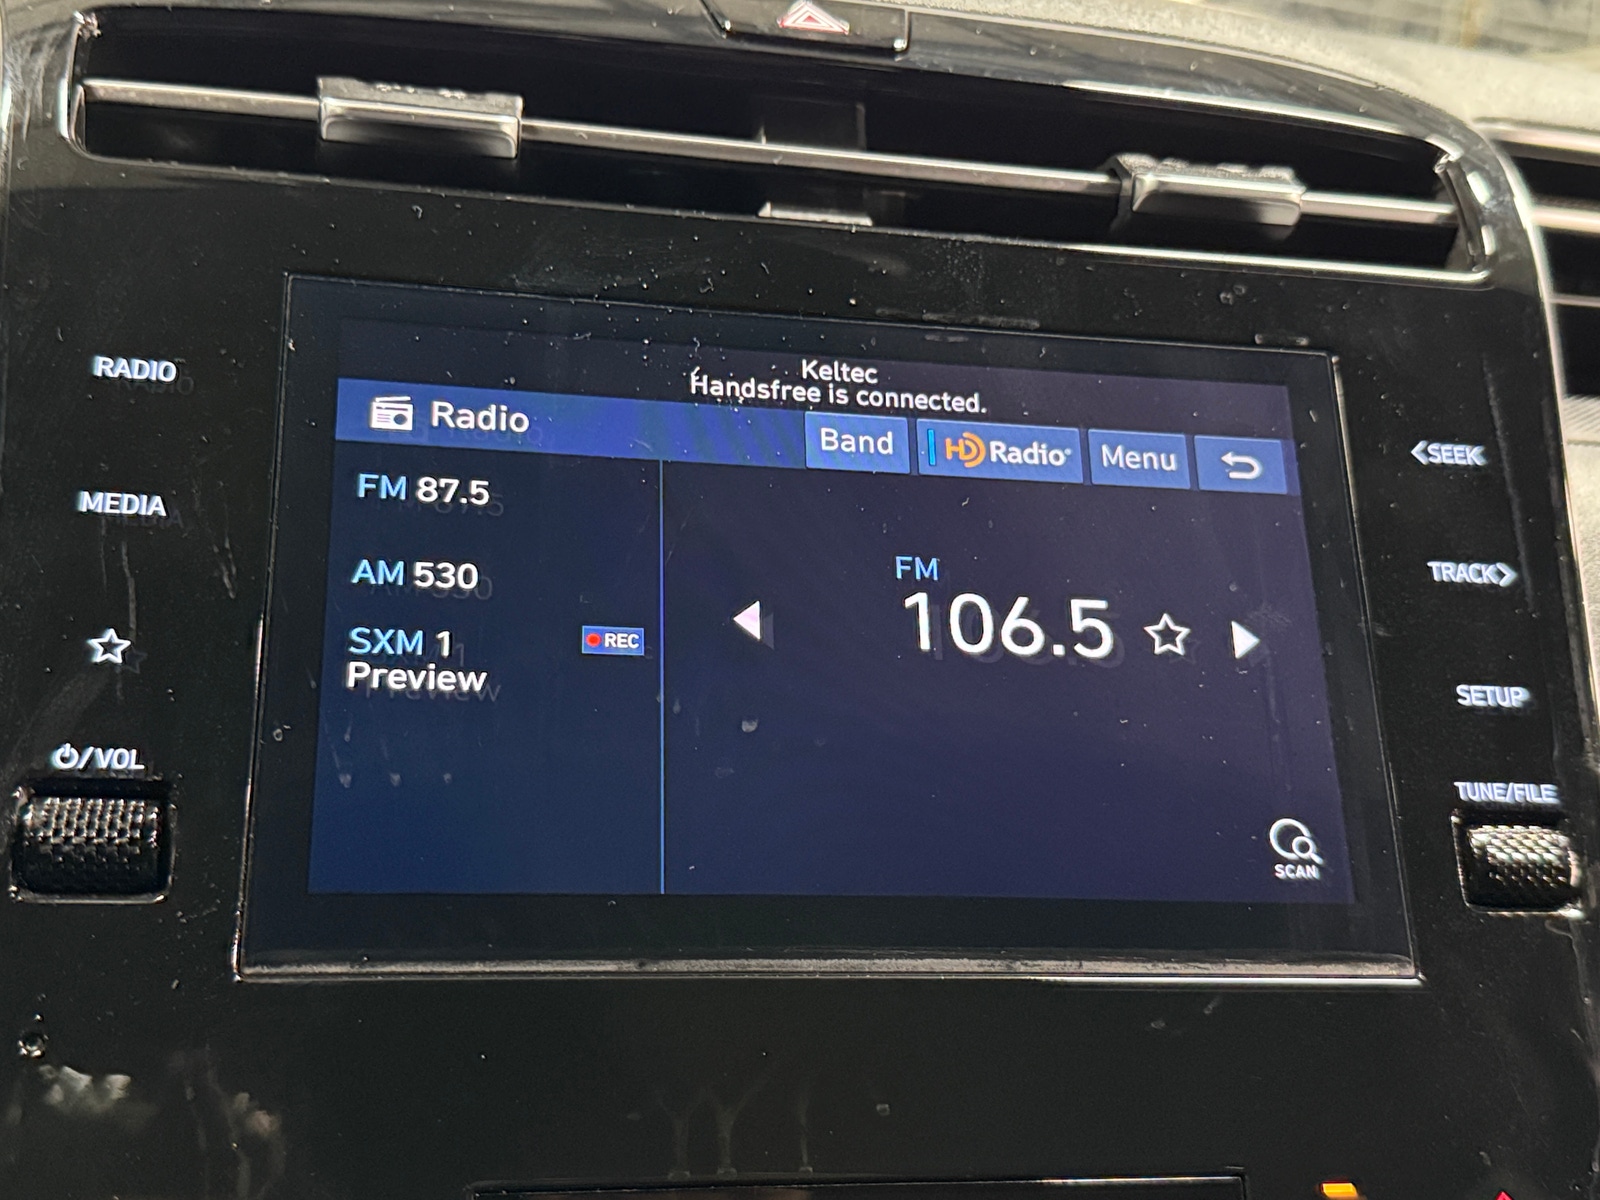 Keltec
Handsfree is connected.
Radio
Band
HD Radio
Menu
FM 87.5
AM 530
SXM 1
REC
Preview
FM
106.5
SCAN
RADIO
MEDIA
/VOL
<SEEK
TRACK>
SETUP
TUNE/FILE